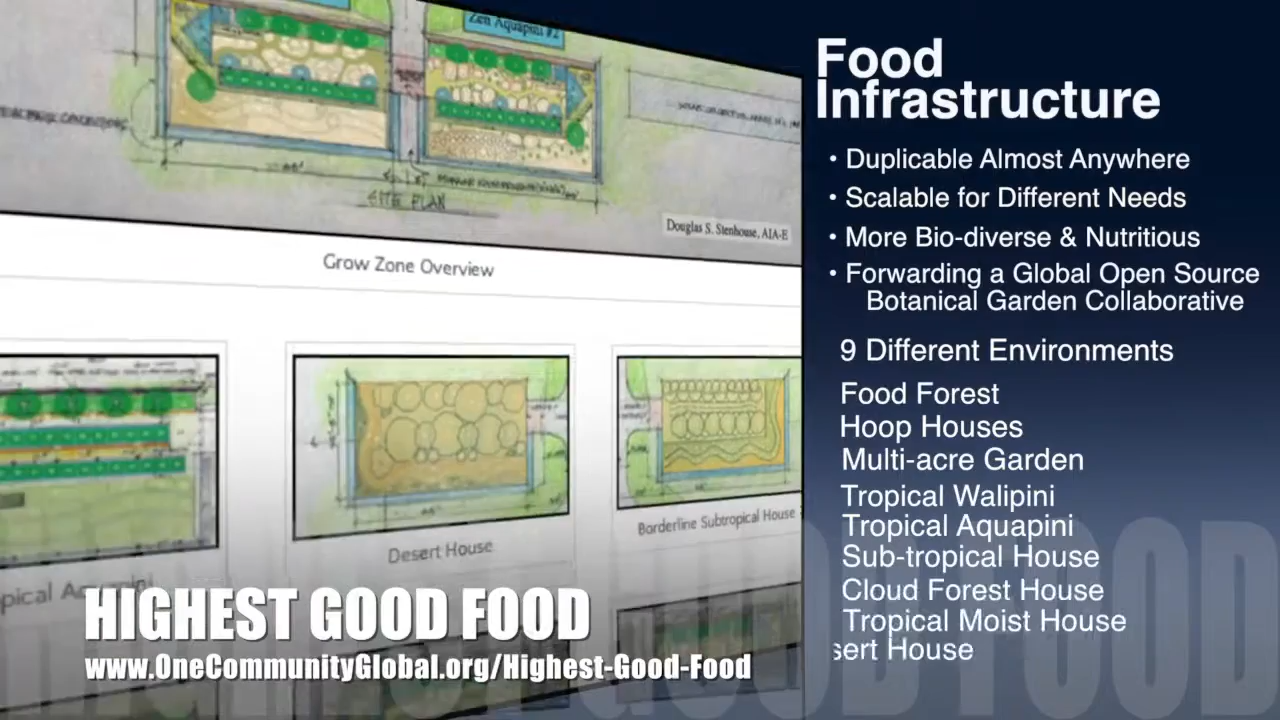 Zen Aquapini #2
SITE PLAN
Douglas S. Stenhouse, AIA-E
Grow Zone Overview
Desert House
Borderline Subtropical House
pical Aquapini
HIGHEST GOOD FOOD
www.OneCommunityGlobal.org/Highest-Good-Food
Food
Infrastructure
• Duplicable Almost Anywhere
• Scalable for Different Needs
• More Bio-diverse & Nutritious
• Forwarding a Global Open Source
Botanical Garden Collaborative
9 Different Environments
Food Forest
Hoop Houses
Multi-acre Garden
Tropical Walipini
Tropical Aquapini
Sub-tropical House
Cloud Forest House
Tropical Moist House
sert House